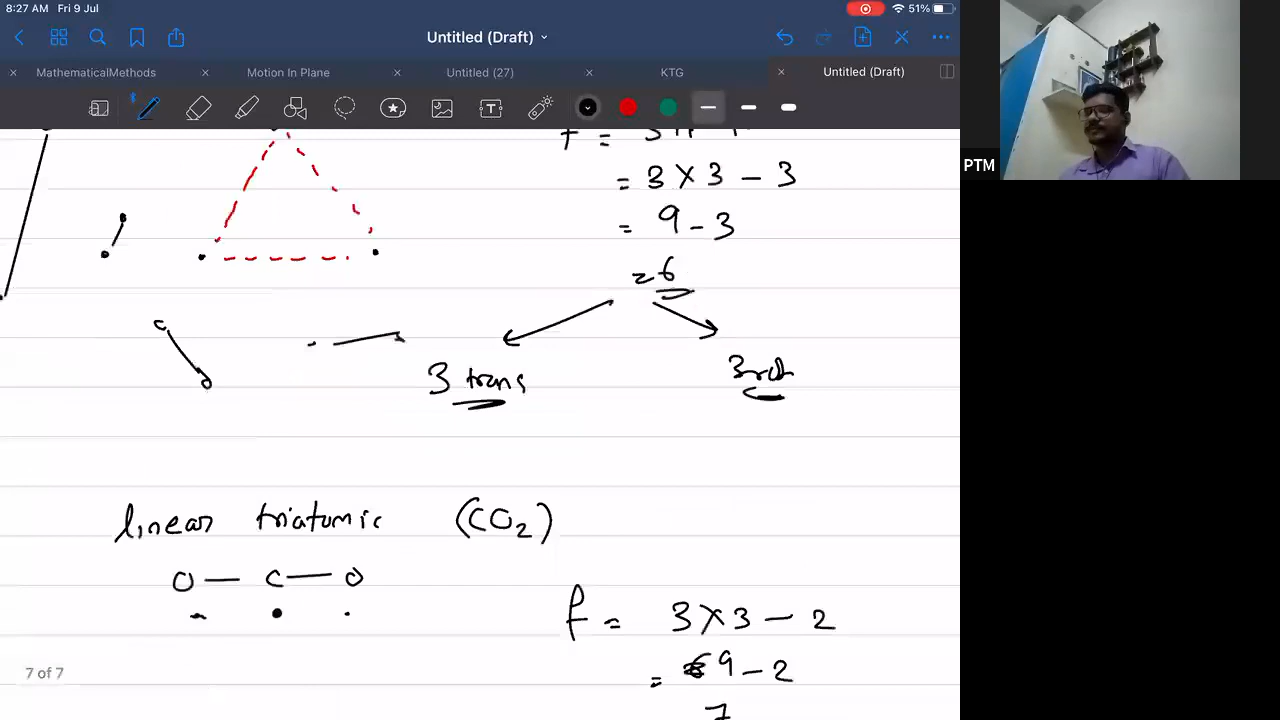 8:27 AM Fri 9 Jul
51%
Untitled (Draft)
MathematicalMethods
Motion In Plane
Untitled (27)
KTG
Untitled (Draft)
PTM
= 3 × 3 − 3
= 9 − 3
= 6
3 trans
3 rot
linear triatomic (CO₂)
O — C — O
f = 3×3 − 2
= 9 − 2
7
7 of 7